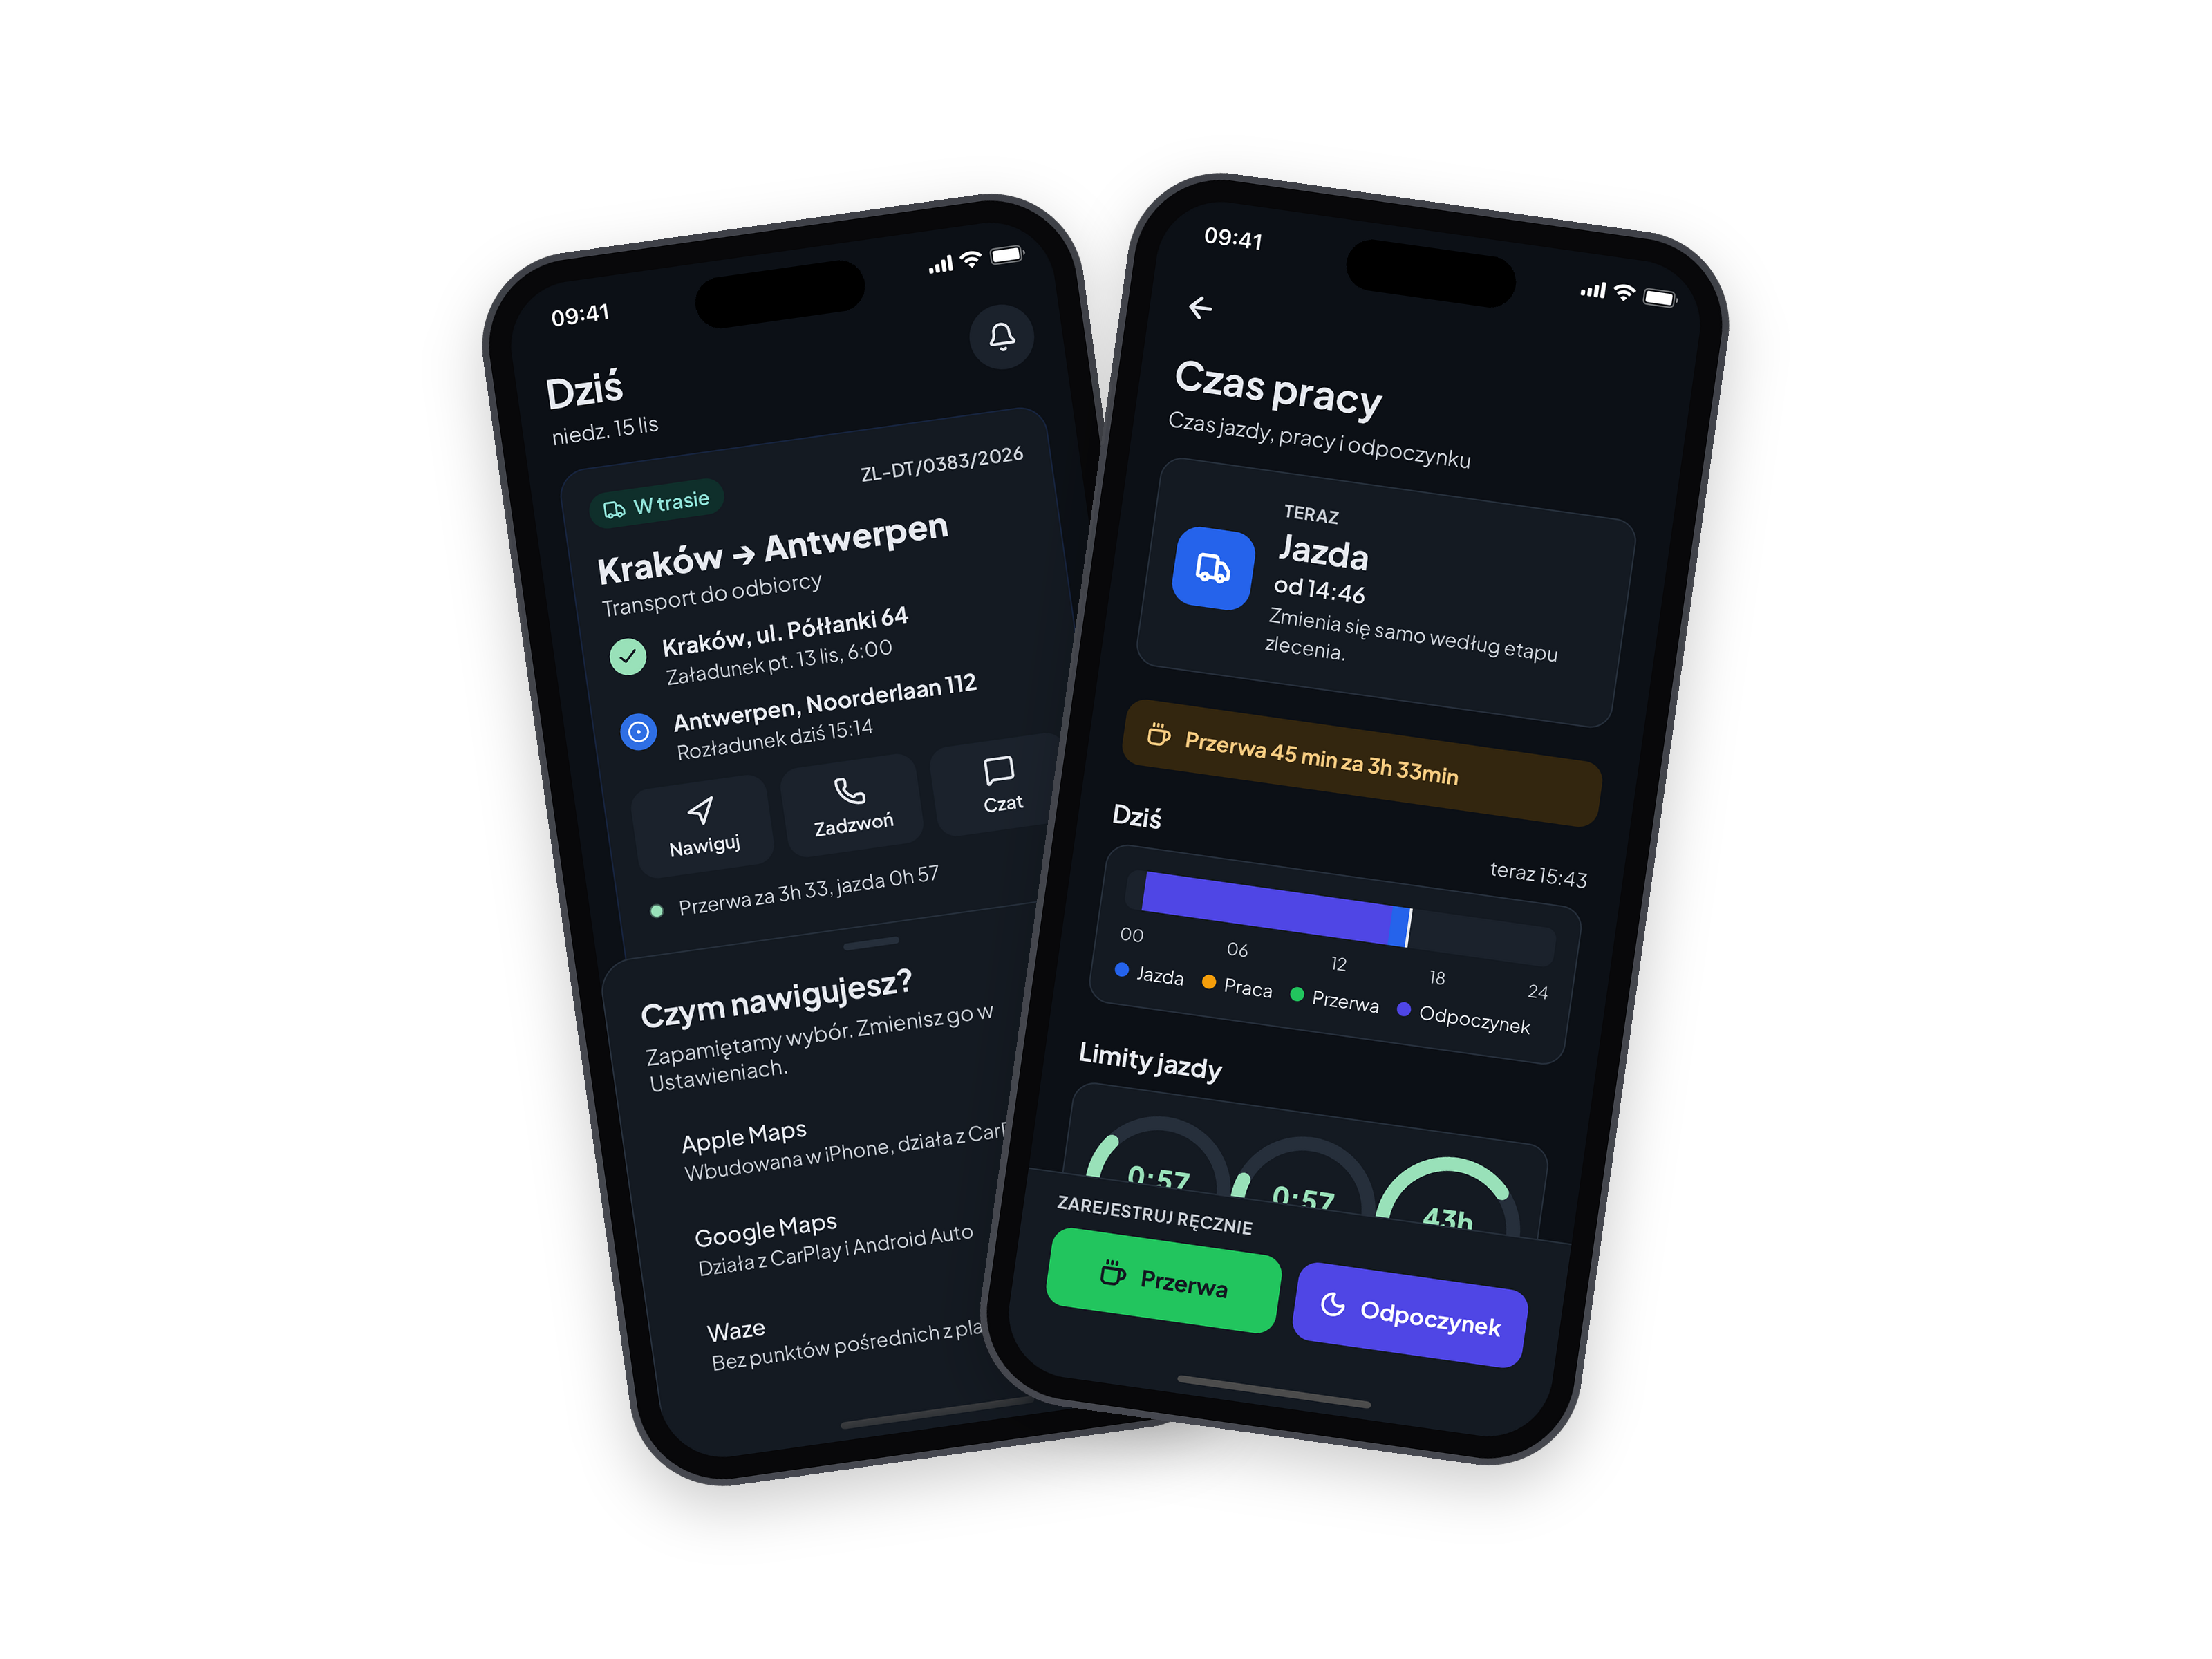 09:41
Dziś
niedz. 15 lis
W trasie
ZL-DT/0383/2026
Kraków → Antwerpen
Transport do odbiorcy
Kraków, ul. Półłanki 64
Załadunek pt. 13 lis, 6:00
Antwerpen, Noorderlaan 112
Rozładunek dziś 15:14
Nawiguj
Zadzwoń
Czat
Przerwa za 3h 33, jazda 0h 57
Czym nawigujesz?
Zapamiętamy wybór. Zmienisz go w
Ustawieniach.
Apple Maps
Wbudowana w iPhone, działa z
Google Maps
Działa z CarPlay i Android Auto
Waze
Bez punktów pośrednich z
09:41
Czas pracy
Czas jazdy, pracy i odpoczynku
TERAZ
Jazda
od 14:46
Zmienia się samo według etapu
zlecenia.
Przerwa 45 min za 3h 33min
Dziś
teraz 15:43
00 06 12 18 24
Jazda Praca Przerwa Odpoczynek
Limity jazdy
0:57 0:57 43h
ZAREJESTRUJ RĘCZNIE
Przerwa
Odpoczynek